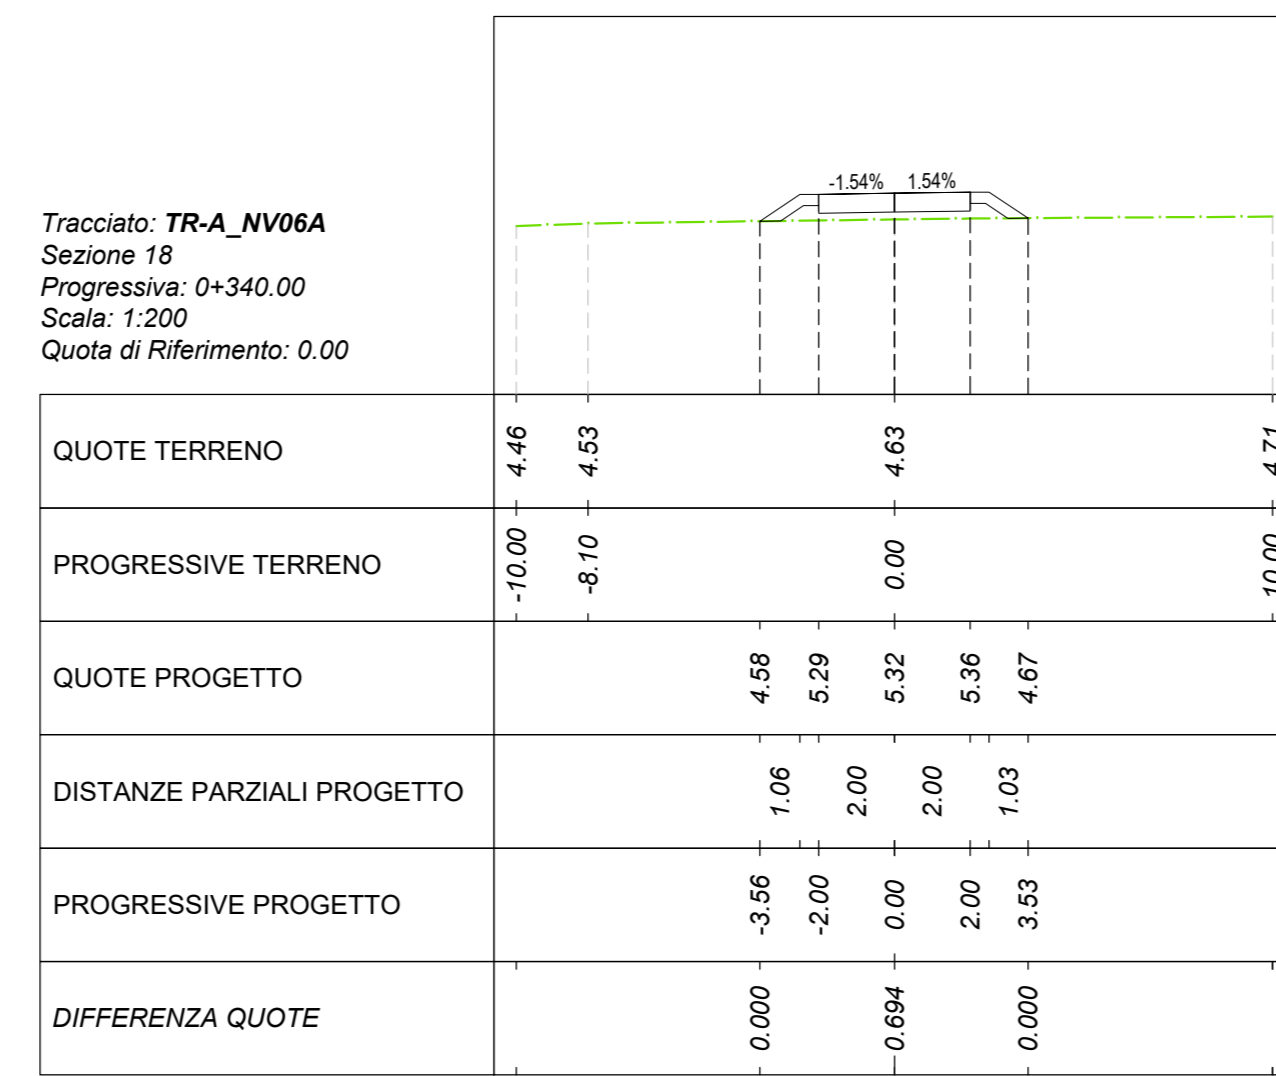 -1.54% 1.54%
Tracciato: TR-A_NV06A
Sezione 18
Progressiva: 0+340.00
Scala: 1:200
Quota di Riferimento: 0.00
QUOTE TERRENO 4.46 4.53 4.63 4.71
PROGRESSIVE TERRENO -10.00 -8.10 0.00 10.00
QUOTE PROGETTO 4.58 5.29 5.32 5.36 4.67
DISTANZE PARZIALI PROGETTO 1.06 2.00 2.00 1.03
PROGRESSIVE PROGETTO -3.56 -2.00 0.00 2.00 3.53
DIFFERENZA QUOTE 0.000 0.694 0.000